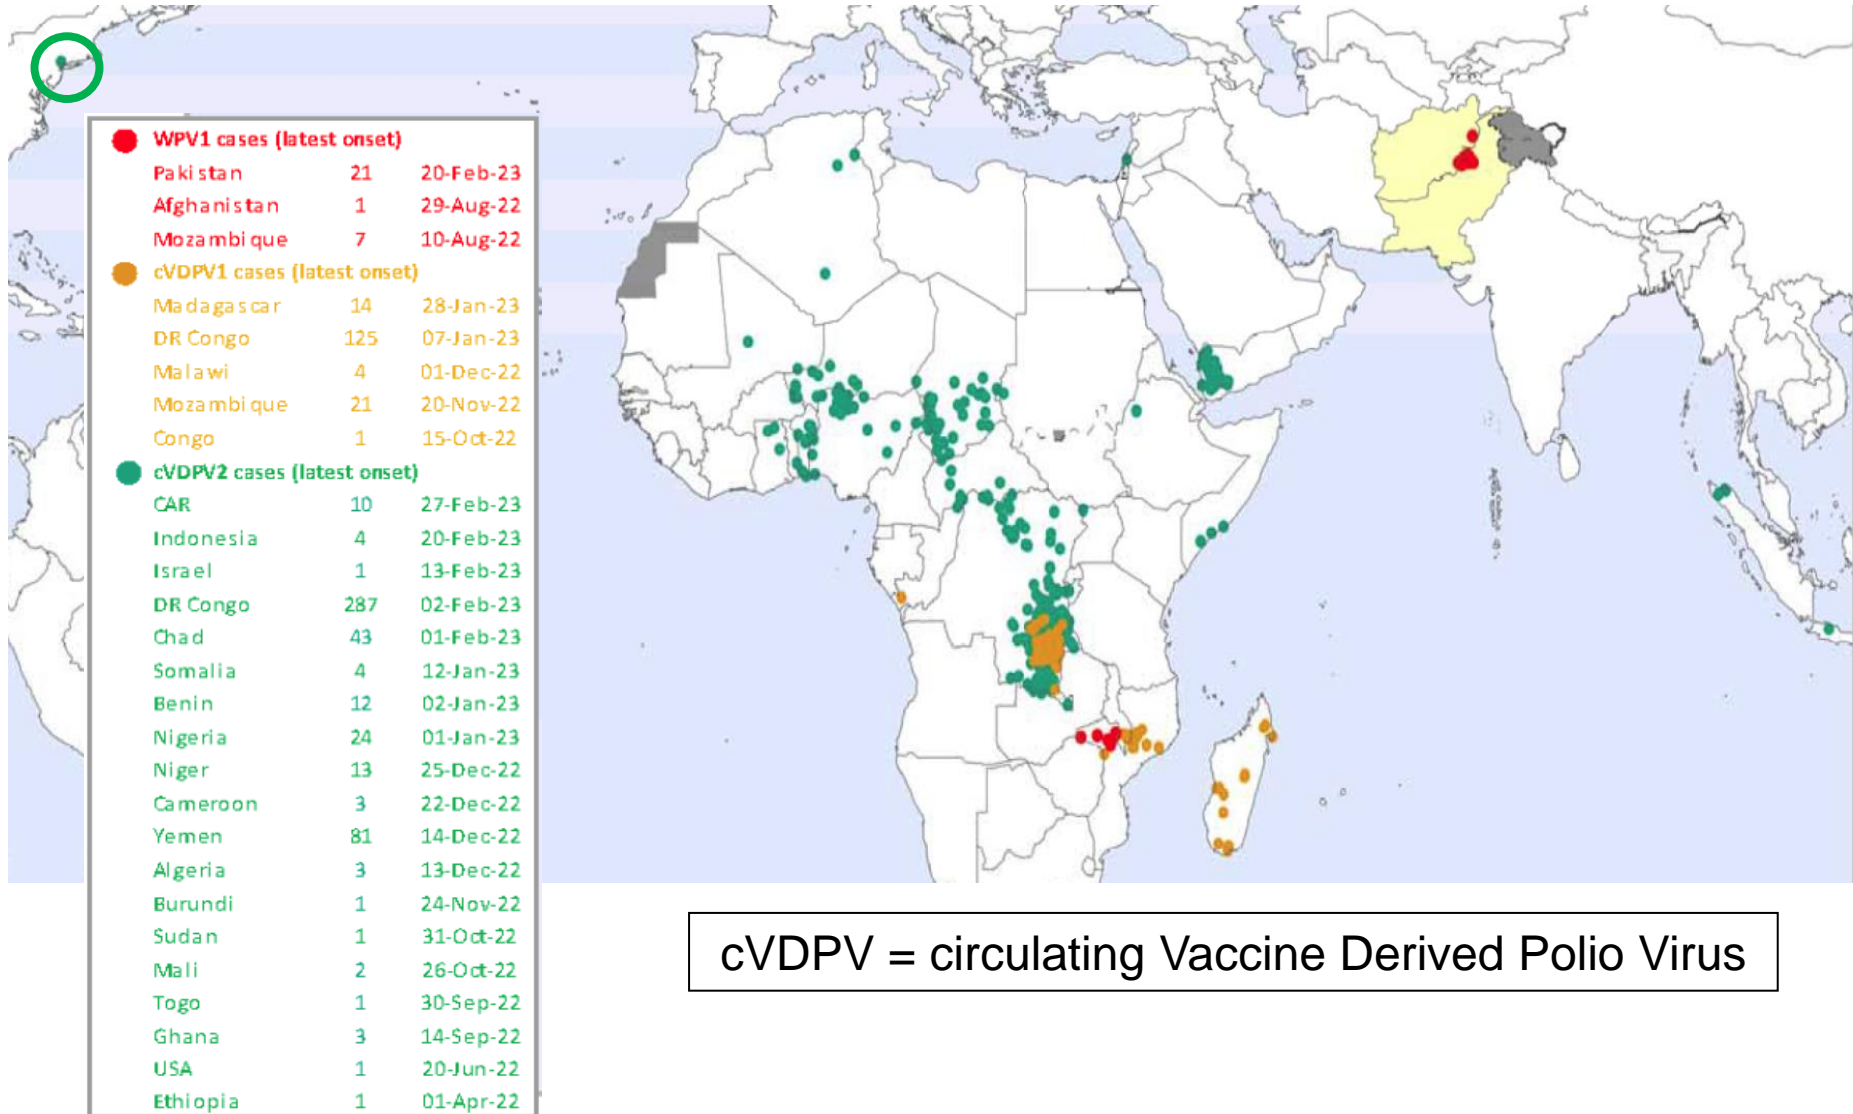 WPV1 cases (latest onset)
Pakistan 21 20-Feb-23
Afghanistan 1 29-Aug-22
Mozambique 7 10-Aug-22
cVDPV1 cases (latest onset)
Madagascar 14 28-Jan-23
DR Congo 125 07-Jan-23
Malawi 4 01-Dec-22
Mozambique 21 20-Nov-22
Congo 1 15-Oct-22
cVDPV2 cases (latest onset)
CAR 10 27-Feb-23
Indonesia 4 20-Feb-23
Israel 1 13-Feb-23
DR Congo 287 02-Feb-23
Chad 43 01-Feb-23
Somalia 4 12-Jan-23
Benin 12 02-Jan-23
Nigeria 24 01-Jan-23
Niger 13 25-Dec-22
Cameroon 3 22-Dec-22
Yemen 81 14-Dec-22
Algeria 3 13-Dec-22
Burundi 1 24-Nov-22
Sudan 1 31-Oct-22
Mali 2 26-Oct-22
Togo 1 30-Sep-22
Ghana 3 14-Sep-22
USA 1 20-Jun-22
Ethiopia 1 01-Apr-22
cVDPV = circulating Vaccine Derived Polio Virus